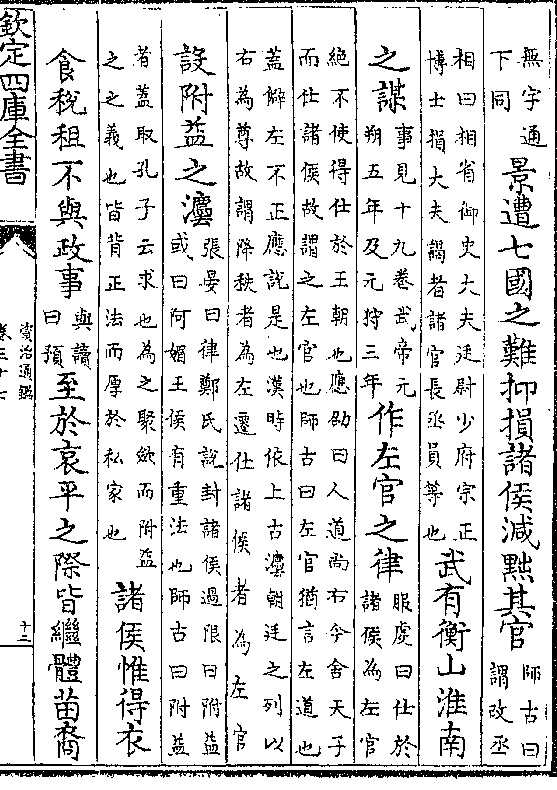 無字通
下同
景遭七國之難抑損諸侯減黜其官
師古曰
謂改丞
相曰相省御史大夫廷尉少府宗正
博士損大夫謁者諸官長丞員等也
武有衡山淮南
之謀
事見十九卷武帝元
朔五年及元狩三年
作左官之律
服虔曰仕於
諸侯為左官
絶不使得仕於王朝也應劭曰人道尚右今舍天子
而仕諸侯故謂之左官也師古曰左官猶言左道也
蓋僻左不正應說是也漢時依上古灋朝廷之列以
右為尊故謂降秩者為左遷仕諸侯者為左官
設附益之灋
張晏曰律鄭氏說封諸侯過限曰附益
或曰阿媚王侯有重法也師古曰附益
者蓋取孔子云求也為之聚斂而附益
之之義也皆背正法而厚於私家也
諸侯惟得衣
食稅租不與政事
與讀
曰預
至於哀平之際皆繼體苗裔
欽定四庫全書
資治通鑑
卷三十七
十二